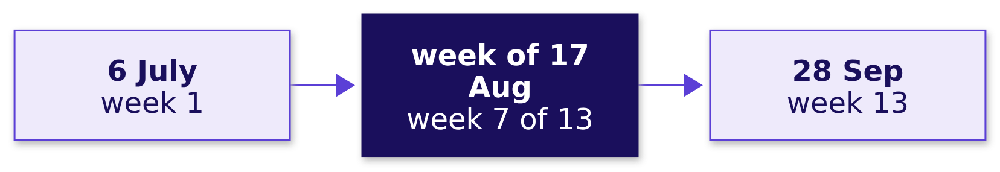 6 July
week 1
week of 17
Aug
week 7 of 13
28 Sep
week 13